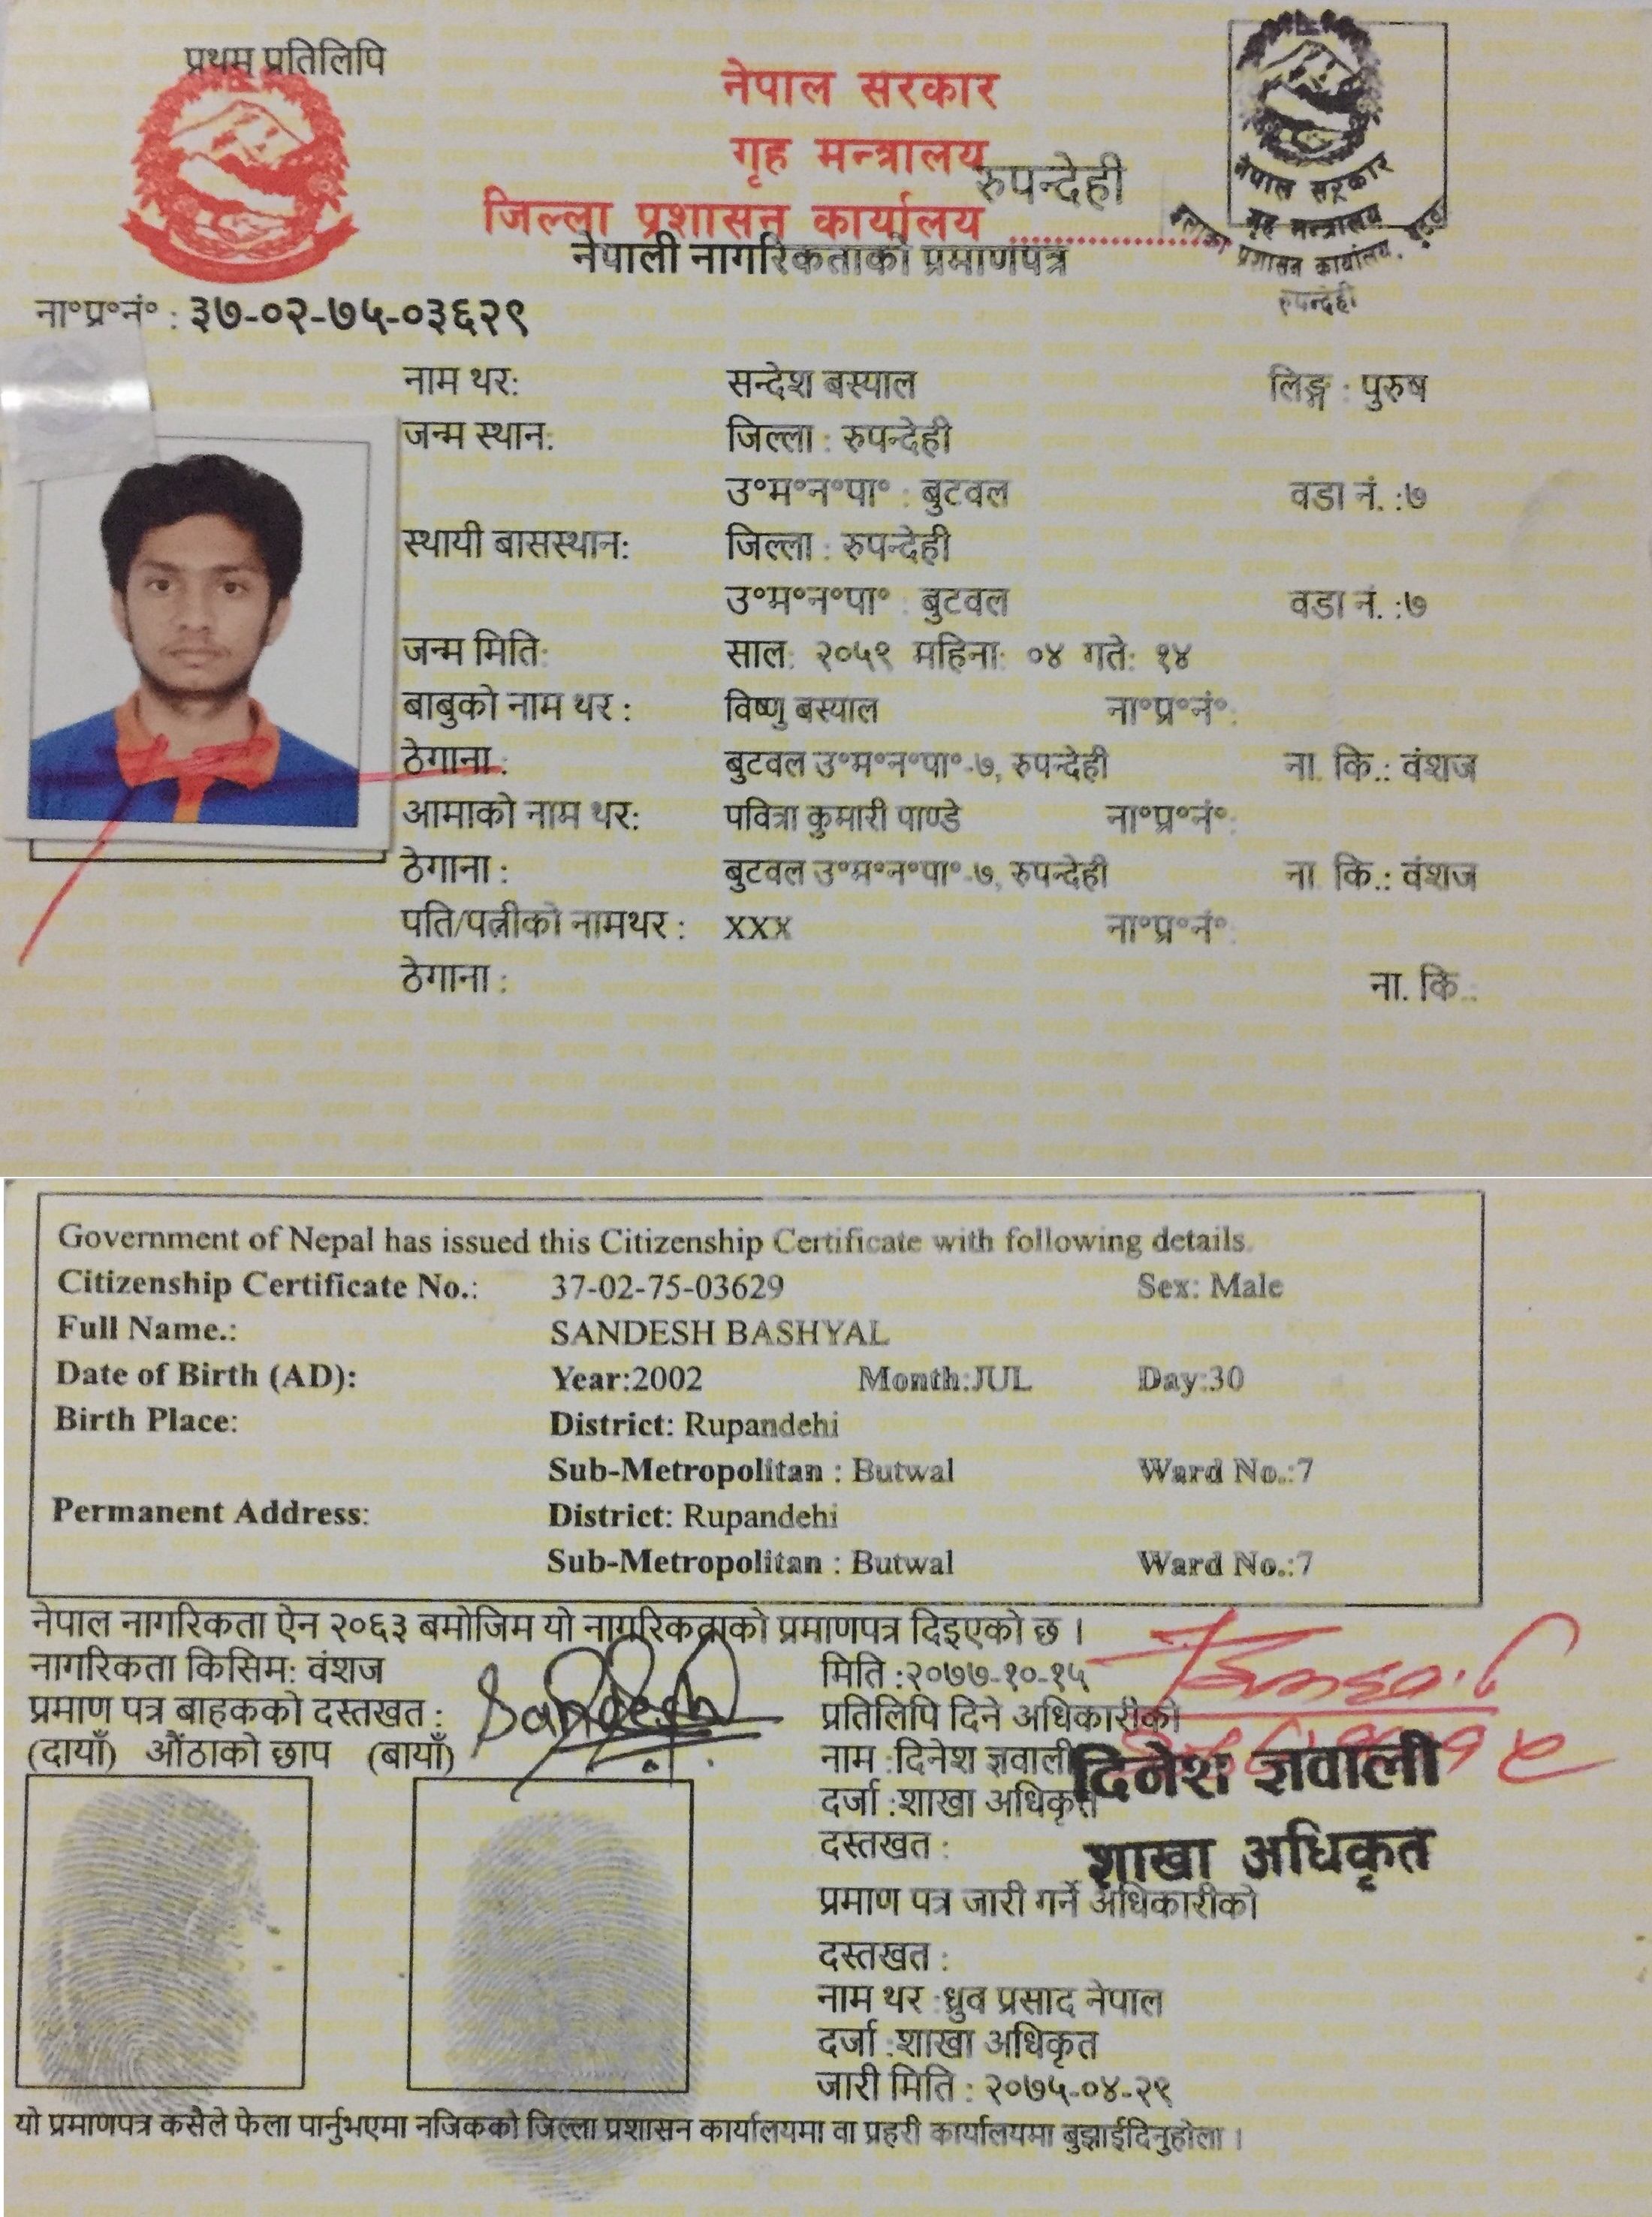 प्रथम प्रतिलिपि
नेपाल सरकार
गृह मन्त्रालय
जिल्ला प्रशासन कार्यालय .................... रुपन्देही
नेपाली नागरिकताको प्रमाणपत्र
नेपाल सरकार
गृह मन्त्रालय
इलाका प्रशासन कार्यालय,
रुपन्देही
ना॰प्र॰नं॰ : ३७-०२-७५-०३६२९
नाम थर: सन्देश बस्याल लिङ्ग : पुरुष
जन्म स्थान: जिल्ला : रुपन्देही
उ॰म॰न॰पा॰ : बुटवल वडा नं. :७
स्थायी बासस्थान: जिल्ला : रुपन्देही
उ॰म॰न॰पा॰ : बुटवल वडा नं. :७
जन्म मिति: साल: २०५९ महिना: ०४ गते: १४
बाबुको नाम थर : विष्णु बस्याल ना॰प्र॰नं॰:
ठेगाना : बुटवल उ॰म॰न॰पा॰-७, रुपन्देही ना. कि.: वंशज
आमाको नाम थर: पवित्रा कुमारी पाण्डे ना॰प्र॰नं॰:
ठेगाना : बुटवल उ॰म॰न॰पा॰-७, रुपन्देही ना. कि.: वंशज
पति/पत्नीको नामथर : XXX ना॰प्र॰नं॰:
ठेगाना : ना. कि.:
Government of Nepal has issued this Citizenship Certificate with following details.
Citizenship Certificate No.: 37-02-75-03629 Sex: Male
Full Name.: SANDESH BASHYAL
Date of Birth (AD): Year:2002 Month:JUL Day:30
Birth Place: District: Rupandehi
Sub-Metropolitan : Butwal Ward No.:7
Permanent Address: District: Rupandehi
Sub-Metropolitan : Butwal Ward No.:7
नेपाल नागरिकता ऐन २०६३ बमोजिम यो नागरिकताको प्रमाणपत्र दिइएको छ ।
नागरिकता किसिम: वंशज
प्रमाण पत्र बाहकको दस्तखत : Sandesh
(दायाँ) औंठाको छाप (बायाँ)
मिति :२०७७-१०-१५
प्रतिलिपि दिने अधिकारीको
नाम :दिनेश ज्ञवाली
दिनेश ज्ञवाली
दर्जा :शाखा अधिकृत
दस्तखत :
शाखा अधिकृत
प्रमाण पत्र जारी गर्ने अधिकारीको
दस्तखत :
नाम थर :ध्रुव प्रसाद नेपाल
दर्जा :शाखा अधिकृत
जारी मिति : २०७५-०४-२९
यो प्रमाणपत्र कसैले फेला पार्नुभएमा नजिकको जिल्ला प्रशासन कार्यालयमा वा प्रहरी कार्यालयमा बुझाईदिनुहोला ।